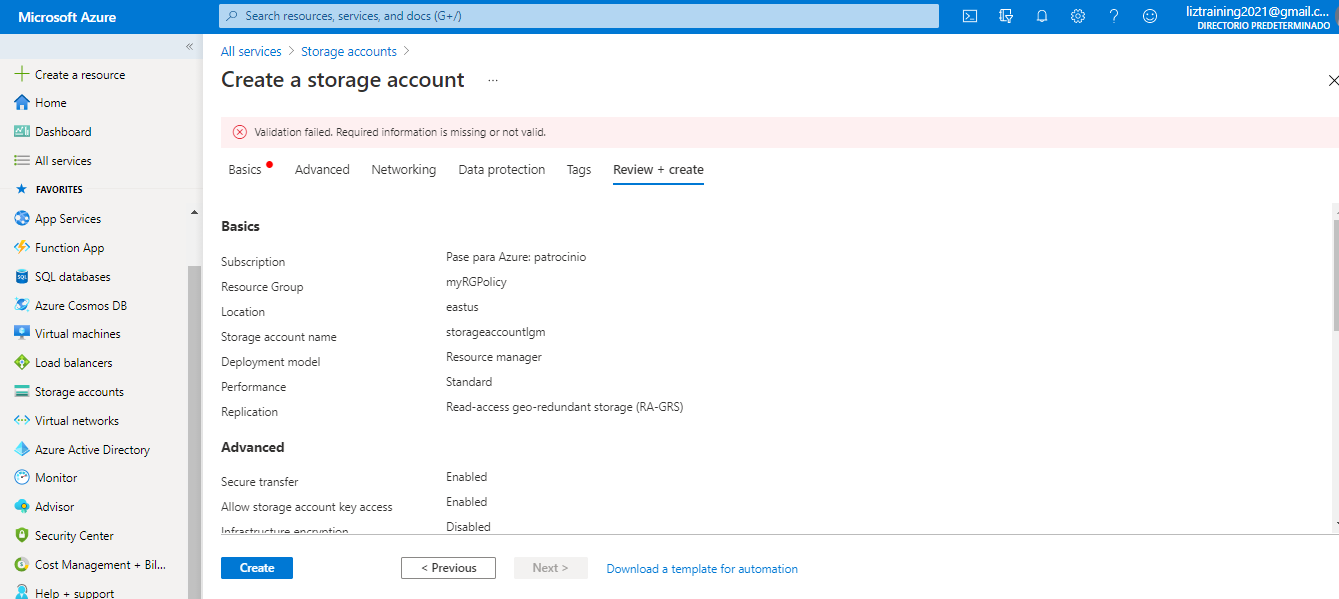 Microsoft Azure
Search resources, services, and docs (G+/)
liztraining2021@gmail.c...
DIRECTORIO PREDETERMINADO
Create a resource
Home
Dashboard
All services
FAVORITES
App Services
Function App
SQL databases
Azure Cosmos DB
Virtual machines
Load balancers
Storage accounts
Virtual networks
Azure Active Directory
Monitor
Advisor
Security Center
Cost Management + Bil...
Help + support
All services > Storage accounts >
Create a storage account ...
Validation failed. Required information is missing or not valid.
Basics Advanced Networking Data protection Tags Review + create
Basics
Subscription Pase para Azure: patrocinio
Resource Group myRGPolicy
Location eastus
Storage account name storageaccountlgm
Deployment model Resource manager
Performance Standard
Replication Read-access geo-redundant storage (RA-GRS)
Advanced
Secure transfer Enabled
Allow storage account key access Enabled
Infrastructure encryption Disabled
Create < Previous Next > Download a template for automation